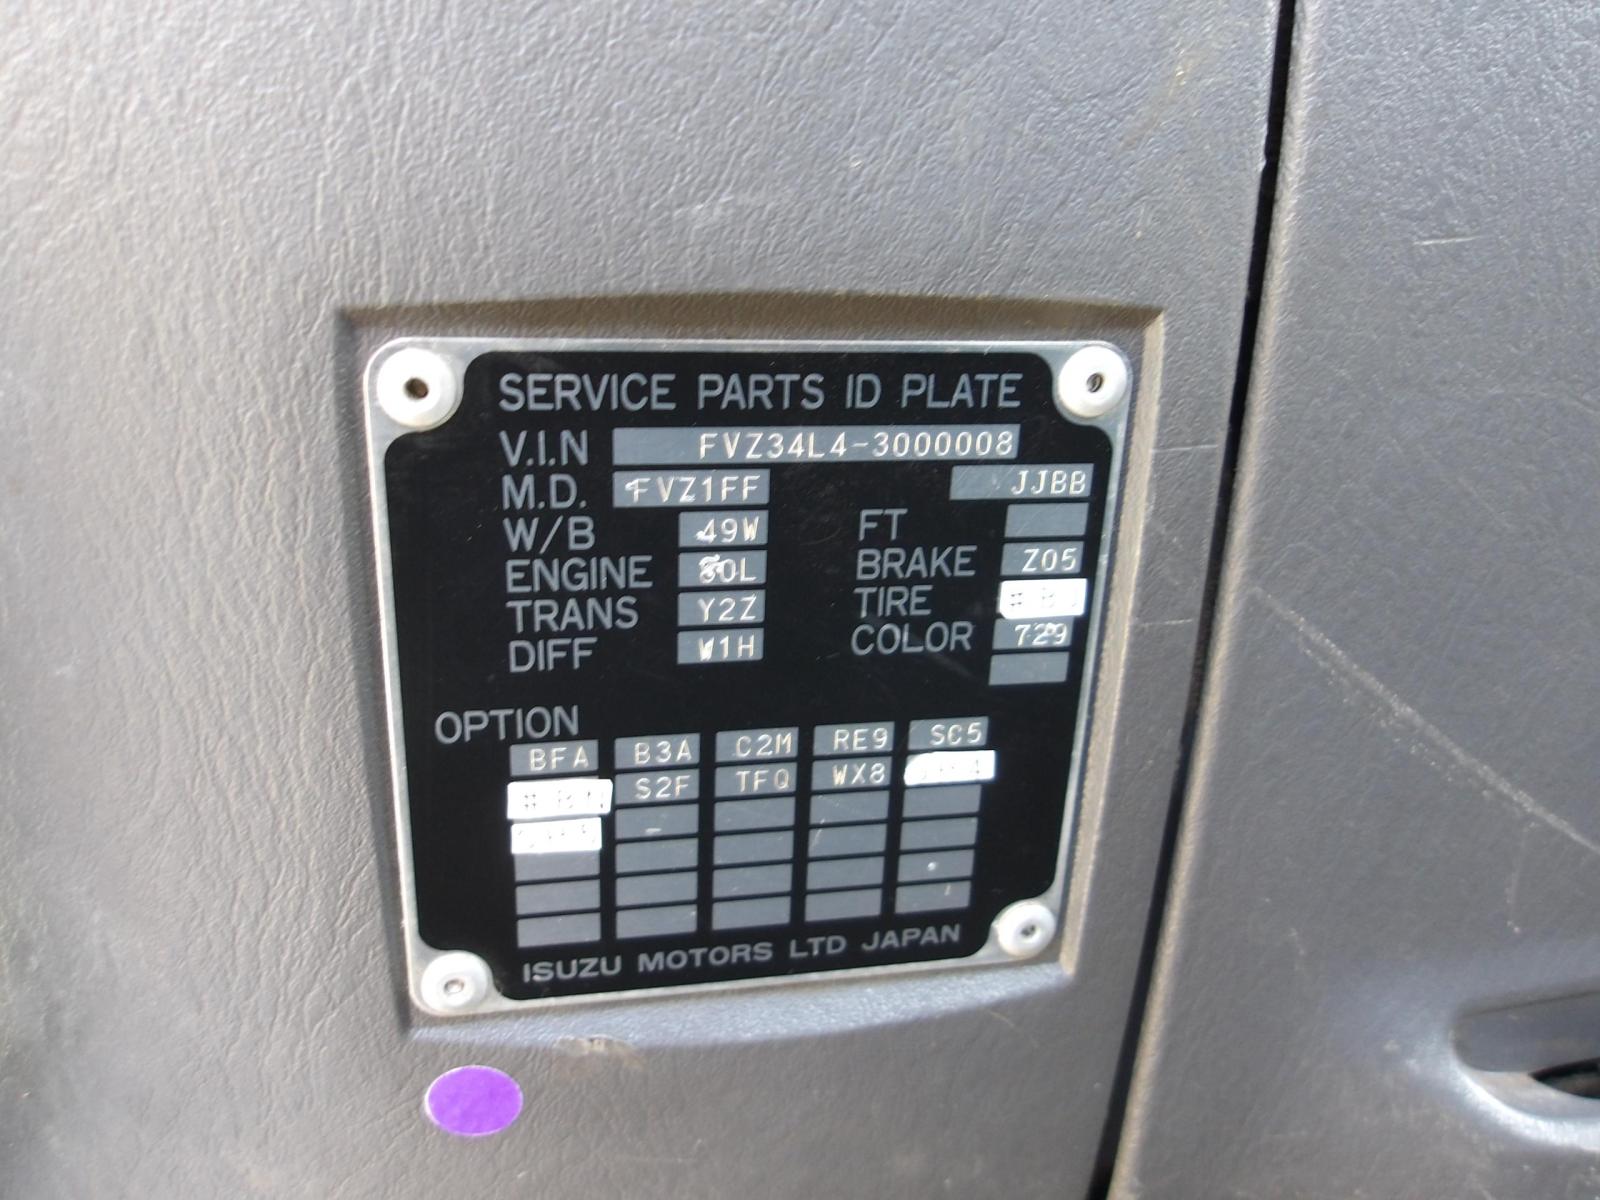 SERVICE PARTS ID PLATE
V.I.N FVZ34L4-3000008
M.D. FVZ1FF JJBB
W/B 49W FT
ENGINE BRAKE Z05
TRANS Y2Z TIRE
DIFF W1H COLOR 729
OPTION
BFA B3A C2M RE9 SC5
S2F TFQ WX8
ISUZU MOTORS LTD JAPAN